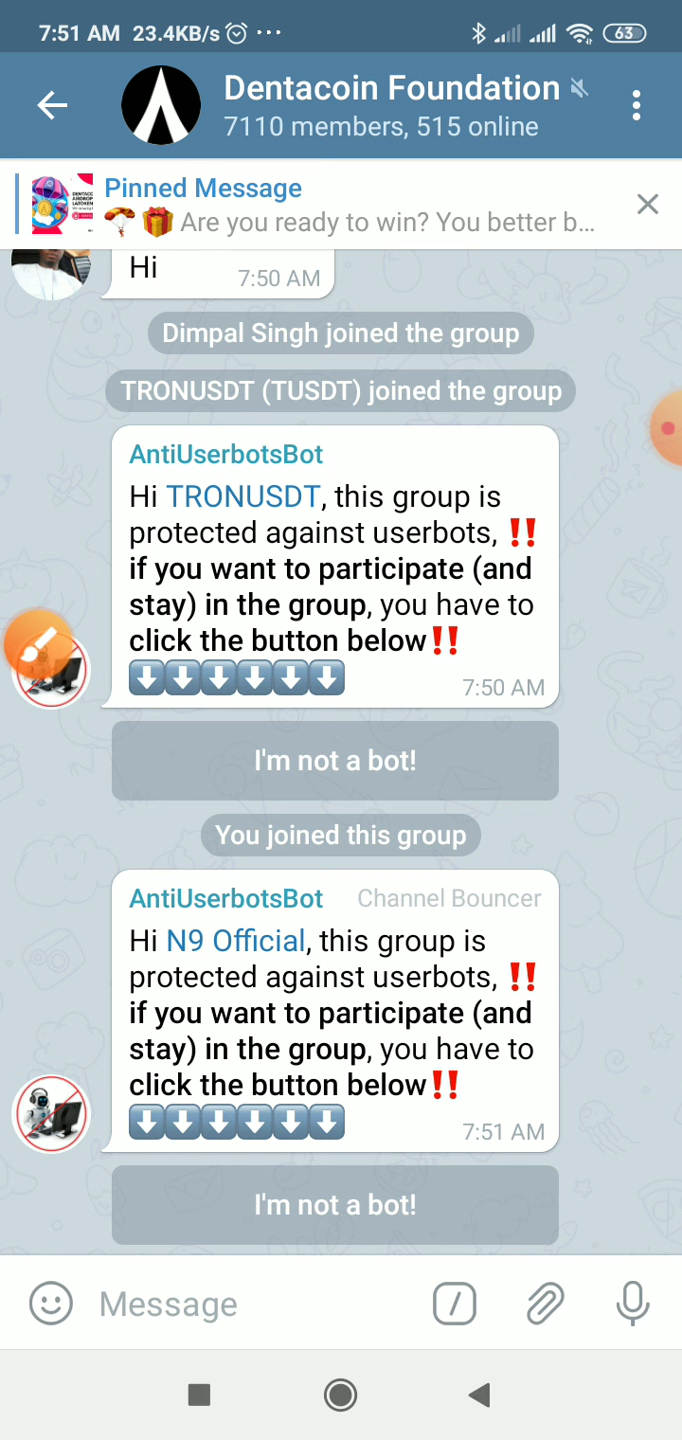 7:51 AM 23.4KB/s ... 63
Dentacoin Foundation
7110 members, 515 online
Pinned Message
🪂 🎁 Are you ready to win? You better b...
Hi 7:50 AM
Dimpal Singh joined the group
TRONUSDT (TUSDT) joined the group
AntiUserbotsBot
Hi TRONUSDT, this group is
protected against userbots, ‼️
if you want to participate (and
stay) in the group, you have to
click the button below‼️
⬇️⬇️⬇️⬇️⬇️⬇️ 7:50 AM
I'm not a bot!
You joined this group
AntiUserbotsBot Channel Bouncer
Hi N9 Official, this group is
protected against userbots, ‼️
if you want to participate (and
stay) in the group, you have to
click the button below‼️
⬇️⬇️⬇️⬇️⬇️⬇️ 7:51 AM
I'm not a bot!
Message